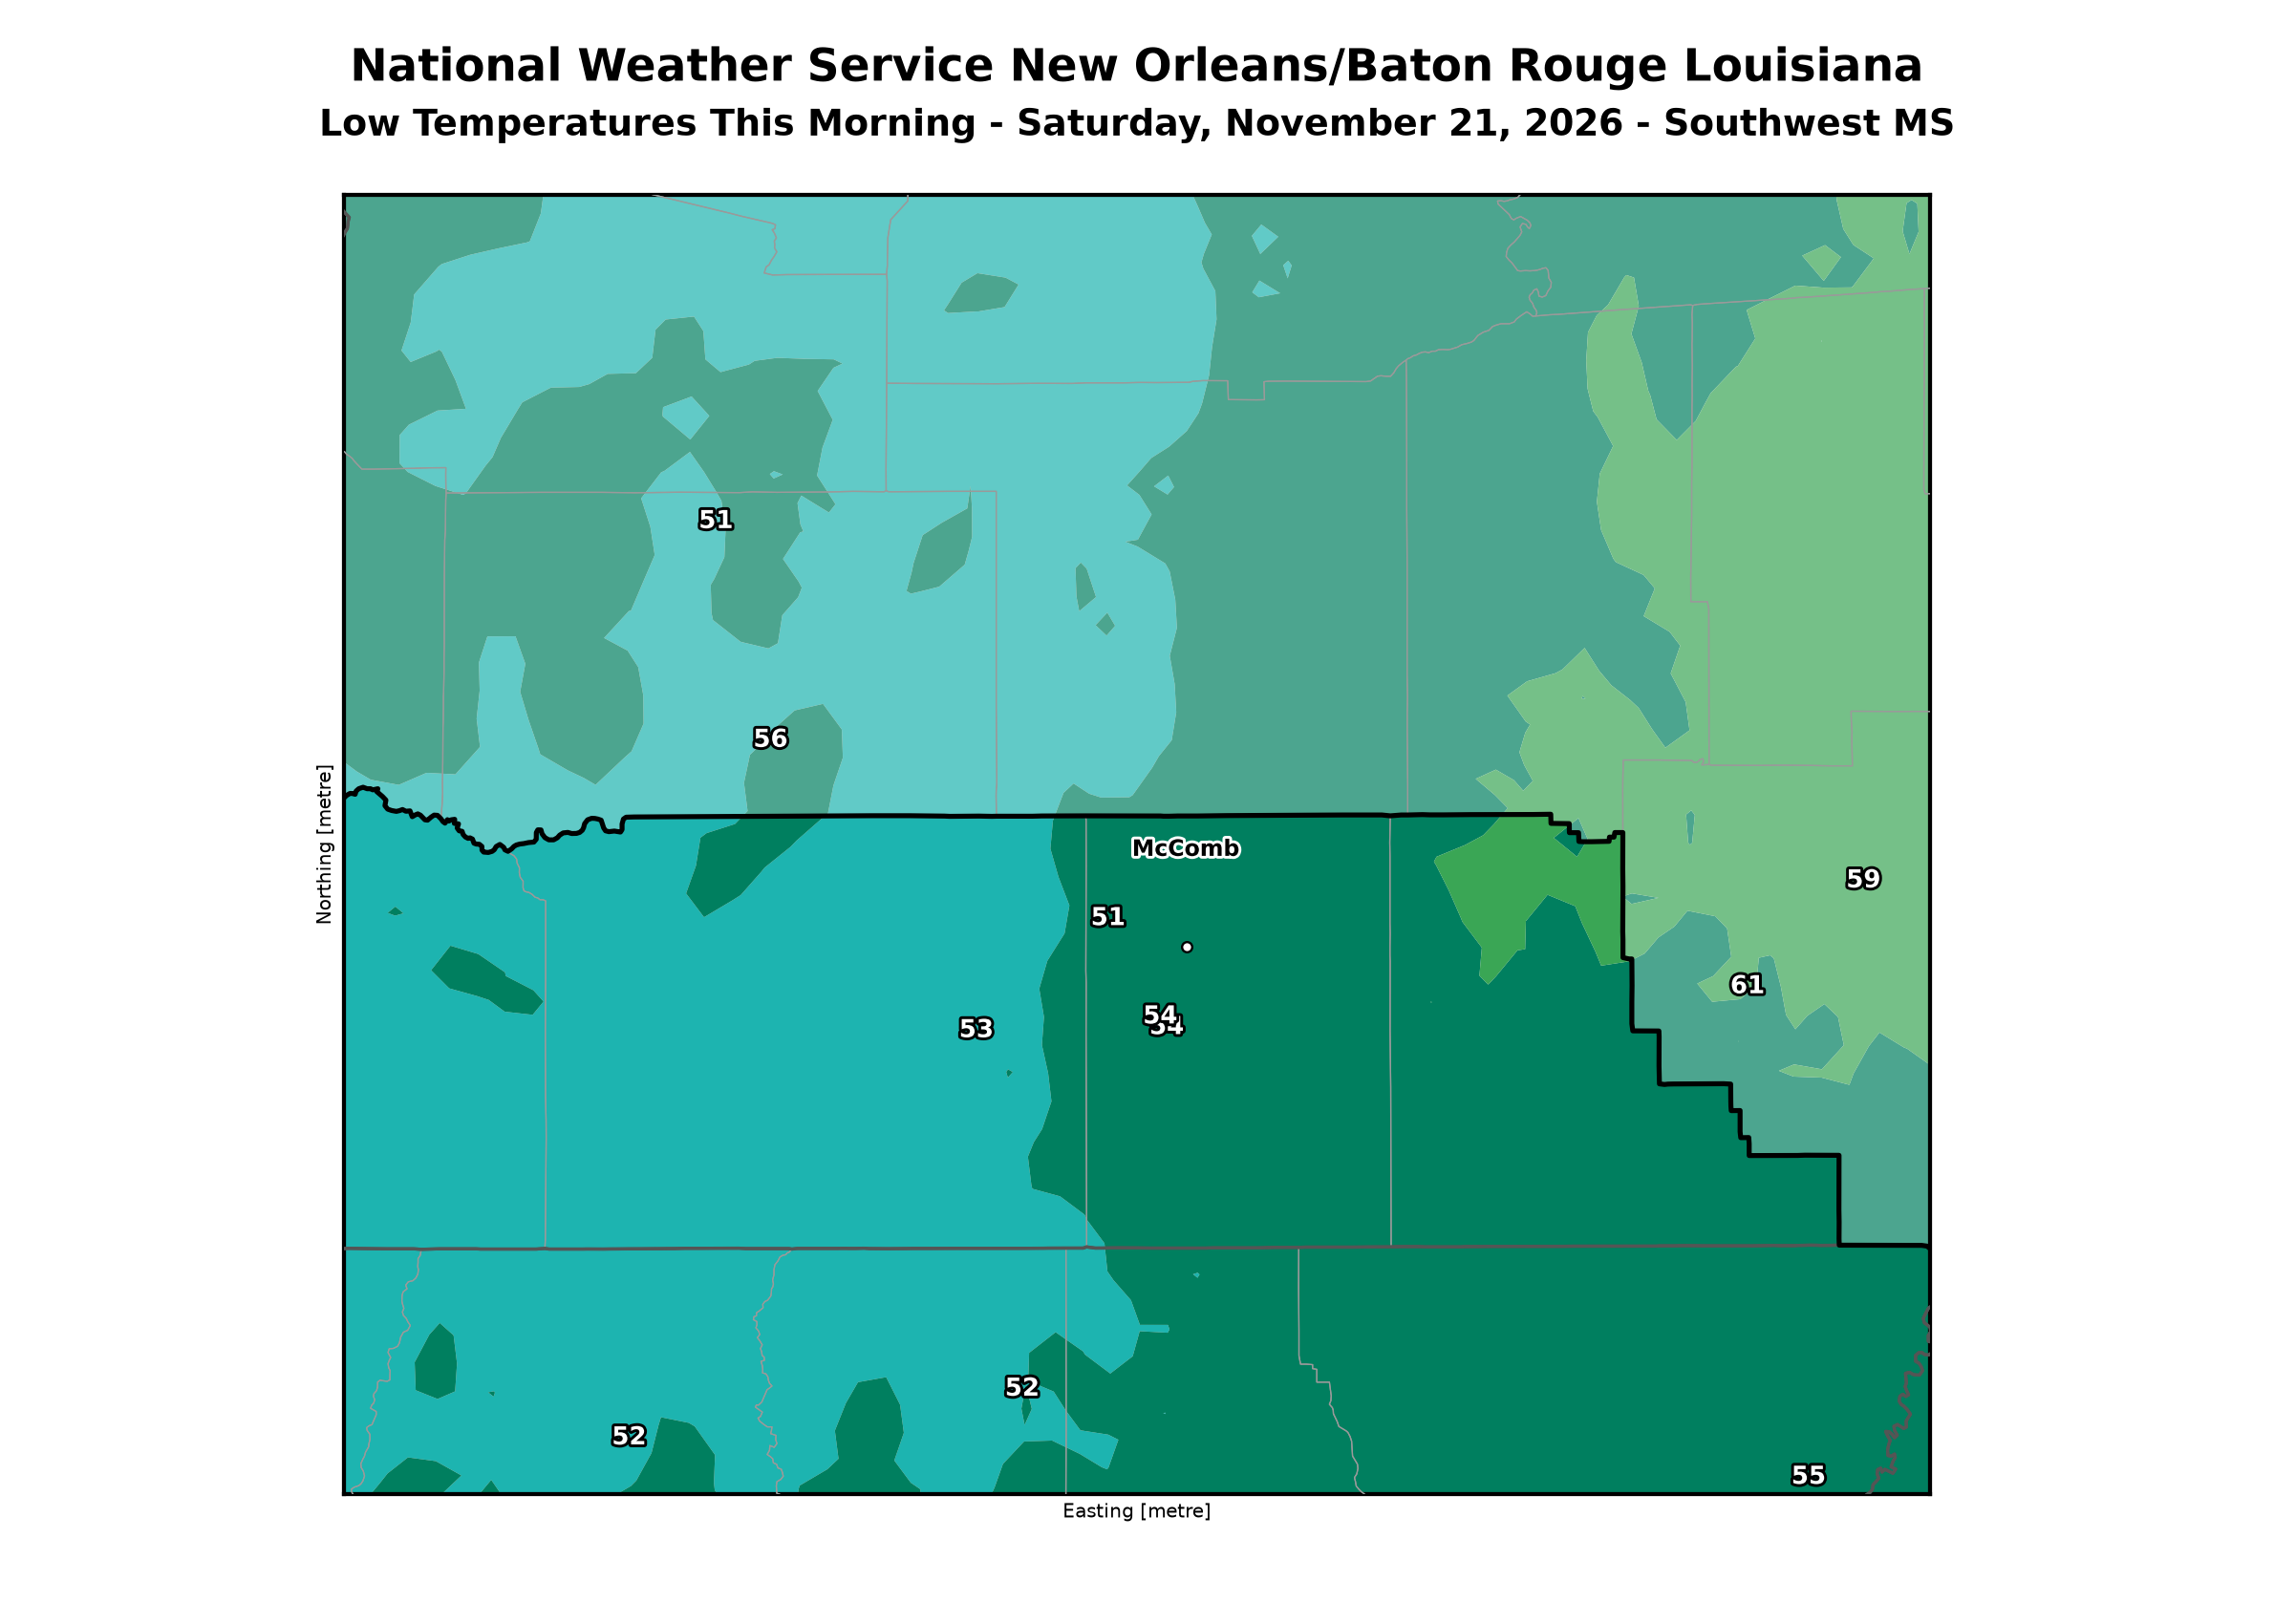 National Weather Service New Orleans/Baton Rouge Louisiana
Low Temperatures This Morning - Saturday, November 21, 2026 - Southwest MS
51
56
McComb
59
51
61
54
54
53
52
52
55
Northing [metre]
Easting [metre]